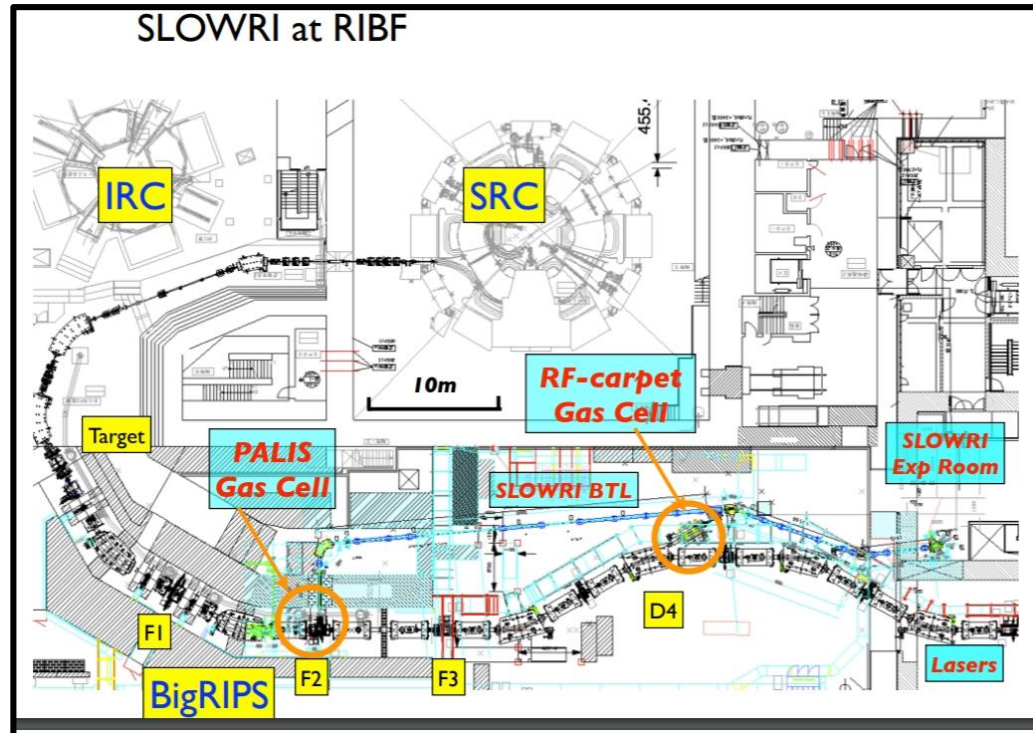 SLOWRI at RIBF
IRC
SRC
455.4
10m
RF-carpet
Gas Cell
Target
PALIS
Gas Cell
SLOWRI BTL
SLOWRI
Exp Room
F1
D4
BigRIPS
F2
F3
Lasers